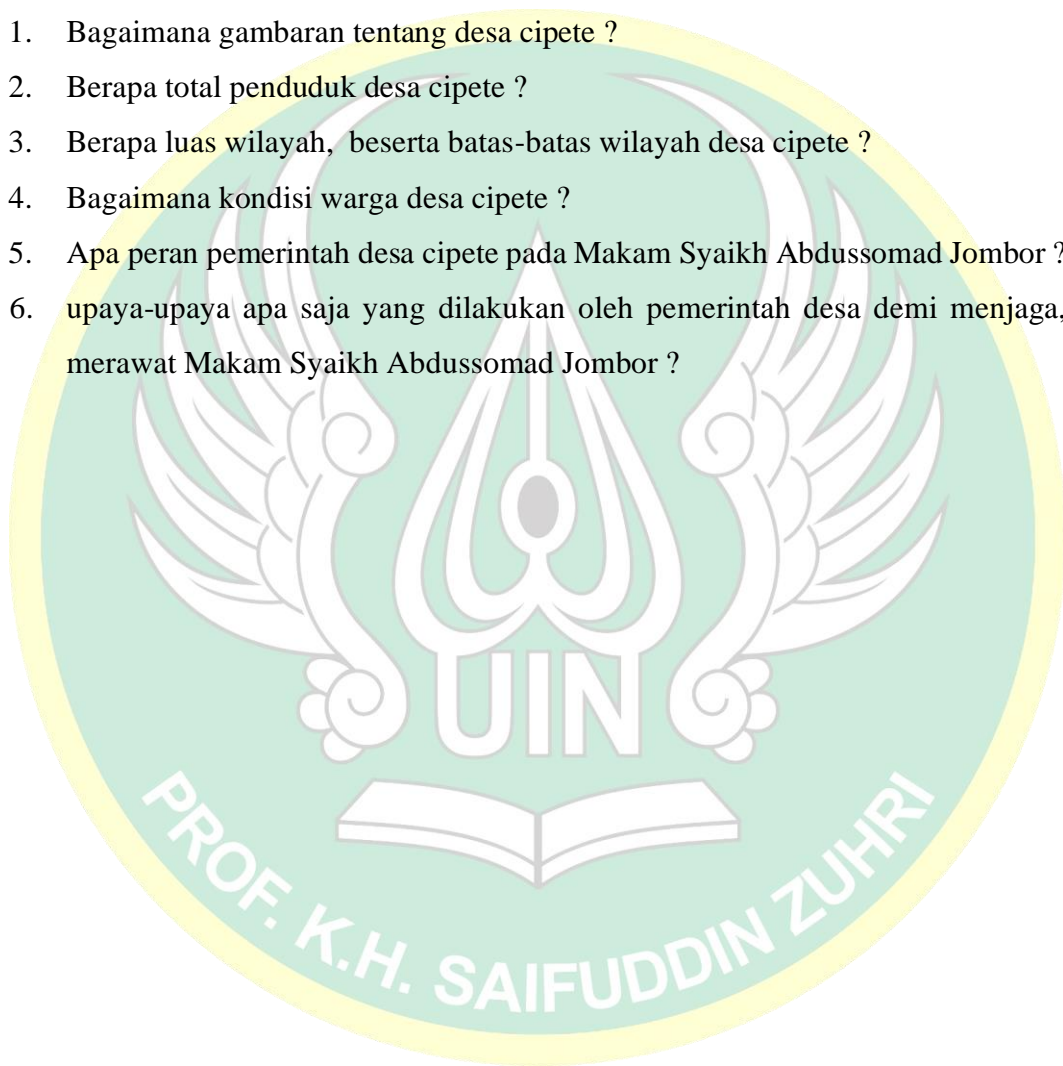 1. Bagaimana gambaran tentang desa cipete ?
2. Berapa total penduduk desa cipete ?
3. Berapa luas wilayah, beserta batas-batas wilayah desa cipete ?
4. Bagaimana kondisi warga desa cipete ?
5. Apa peran pemerintah desa cipete pada Makam Syaikh Abdussomad Jombor ?
6. upaya-upaya apa saja yang dilakukan oleh pemerintah desa demi menjaga,
merawat Makam Syaikh Abdussomad Jombor ?
UIN
PROF. K.H. SAIFUDDIN ZUHRI